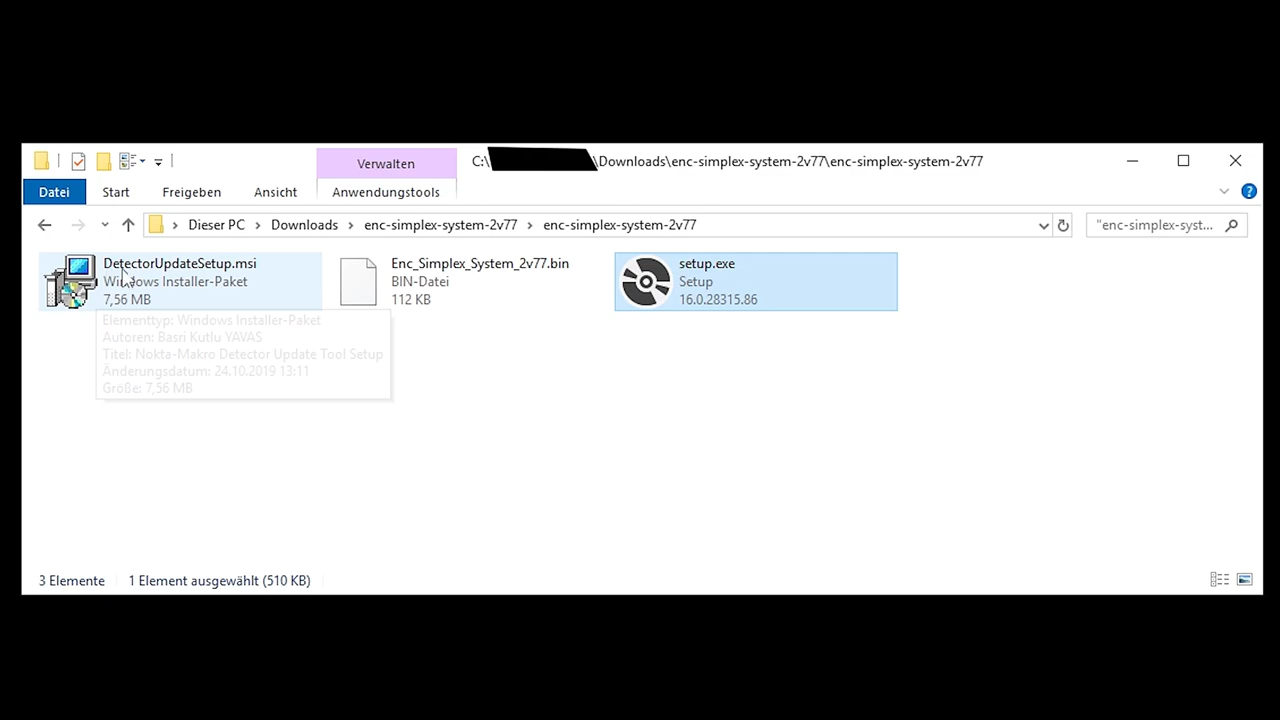 Verwalten
C:\ \Downloads\enc-simplex-system-2v77\enc-simplex-system-2v77
Datei
Start
Freigeben
Ansicht
Anwendungstools
Dieser PC
Downloads
enc-simplex-system-2v77
enc-simplex-system-2v77
"enc-simplex-syst...
DetectorUpdateSetup.msi
Windows Installer-Paket
7,56 MB
Enc_Simplex_System_2v77.bin
BIN-Datei
112 KB
setup.exe
Setup
16.0.28315.86
Elementtyp: Windows Installer-Paket
Autoren: Basri Kutlu YAVAS
Titel: Nokta-Makro Detector Update Tool Setup
Änderungsdatum: 24.10.2019 13:11
Größe: 7,56 MB
3 Elemente
1 Element ausgewählt (510 KB)